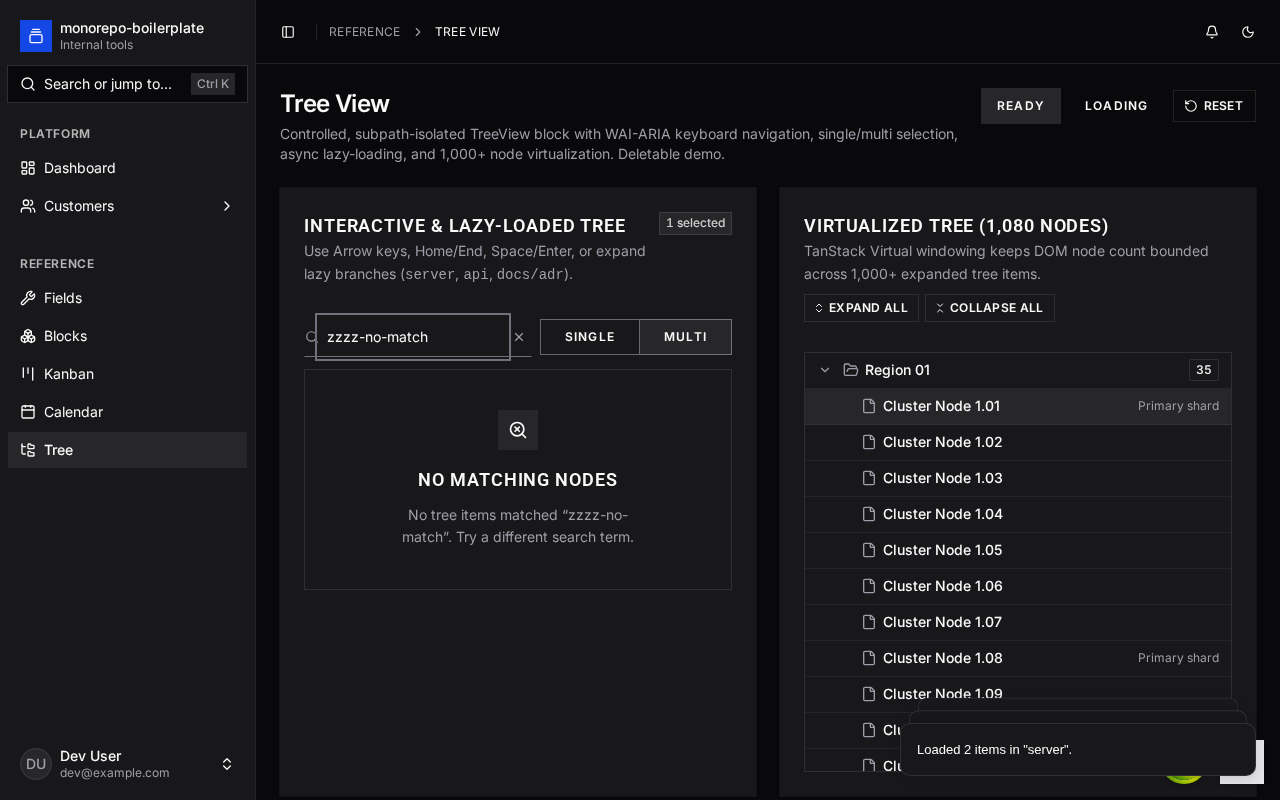 monorepo-boilerplate
Internal tools
Search or jump to...
Ctrl K
PLATFORM
Dashboard
Customers
REFERENCE
Fields
Blocks
Kanban
Calendar
Tree
DU
Dev User
dev@example.com
REFERENCE
TREE VIEW
Tree View
Controlled, subpath-isolated TreeView block with WAI-ARIA keyboard navigation, single/multi selection,
async lazy-loading, and 1,000+ node virtualization. Deletable demo.
READY
LOADING
RESET
INTERACTIVE & LAZY-LOADED TREE
1 selected
Use Arrow keys, Home/End, Space/Enter, or expand
lazy branches (server, api, docs/adr).
zzzz-no-match
SINGLE
MULTI
NO MATCHING NODES
No tree items matched “zzzz-no-
match”. Try a different search term.
VIRTUALIZED TREE (1,080 NODES)
TanStack Virtual windowing keeps DOM node count bounded
across 1,000+ expanded tree items.
EXPAND ALL
COLLAPSE ALL
Region 01
35
Cluster Node 1.01
Primary shard
Cluster Node 1.02
Cluster Node 1.03
Cluster Node 1.04
Cluster Node 1.05
Cluster Node 1.06
Cluster Node 1.07
Cluster Node 1.08
Primary shard
Cluster Node 1.09
Loaded 2 items in "server".